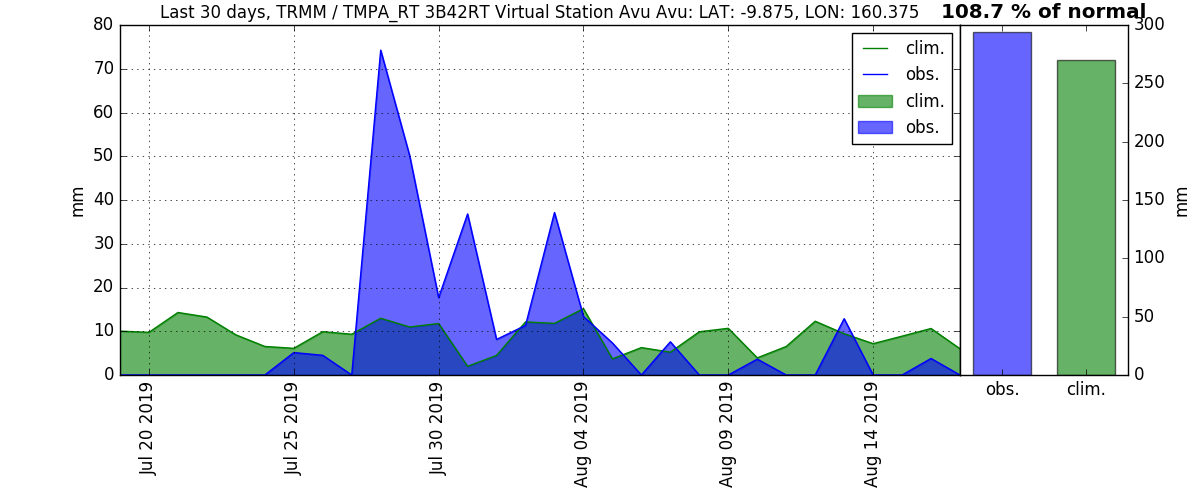 Last 30 days, TRMM / TMPA_RT 3B42RT Virtual Station Avu Avu: LAT: -9.875, LON: 160.375
108.7 % of normal
80
70
60
50
40
30
20
10
0
mm
clim.
obs.
clim.
obs.
Jul 20 2019
Jul 25 2019
Jul 30 2019
Aug 04 2019
Aug 09 2019
Aug 14 2019
300
250
200
150
100
50
0
mm
obs.
clim.